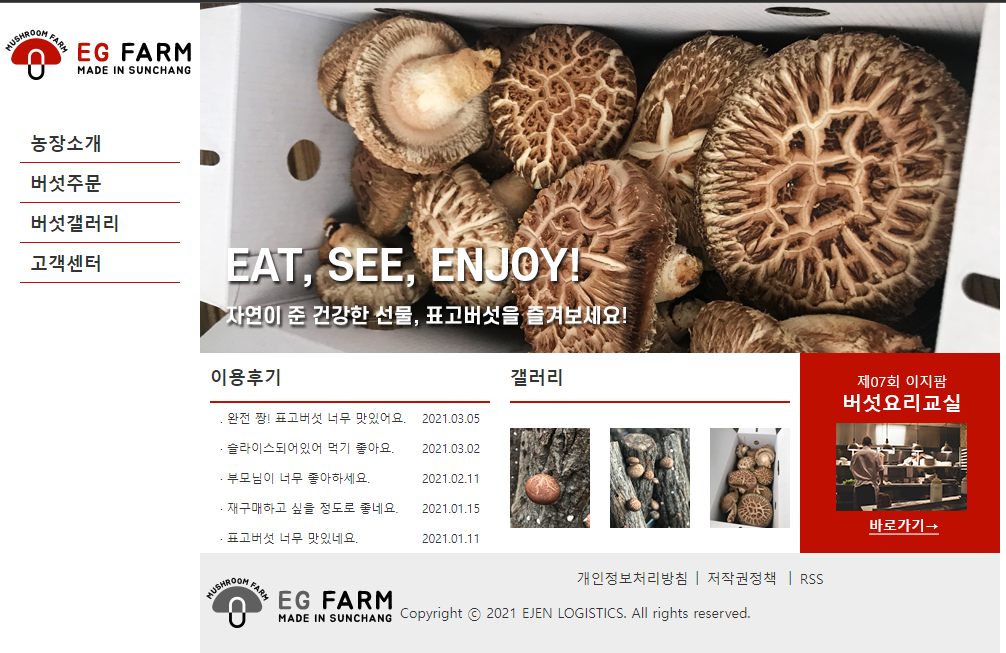 MUSHROOM FARM
EG FARM
MADE IN SUNCHANG
농장소개
버섯주문
버섯갤러리
고객센터
EAT, SEE, ENJOY!
자연이 준 건강한 선물, 표고버섯을 즐겨보세요!
이용후기
. 완전 짱! 표고버섯 너무 맛있어요. 2021.03.05
· 슬라이스되어있어 먹기 좋아요. 2021.03.02
· 부모님이 너무 좋아하세요. 2021.02.11
· 재구매하고 싶을 정도로 좋네요. 2021.01.15
· 표고버섯 너무 맛있네요. 2021.01.11
갤러리
제07회 이지팜
버섯요리교실
바로가기→
MUSHROOM FARM
EG FARM
MADE IN SUNCHANG
개인정보처리방침 | 저작권정책 | RSS
Copyright ⓒ 2021 EJEN LOGISTICS. All rights reserved.